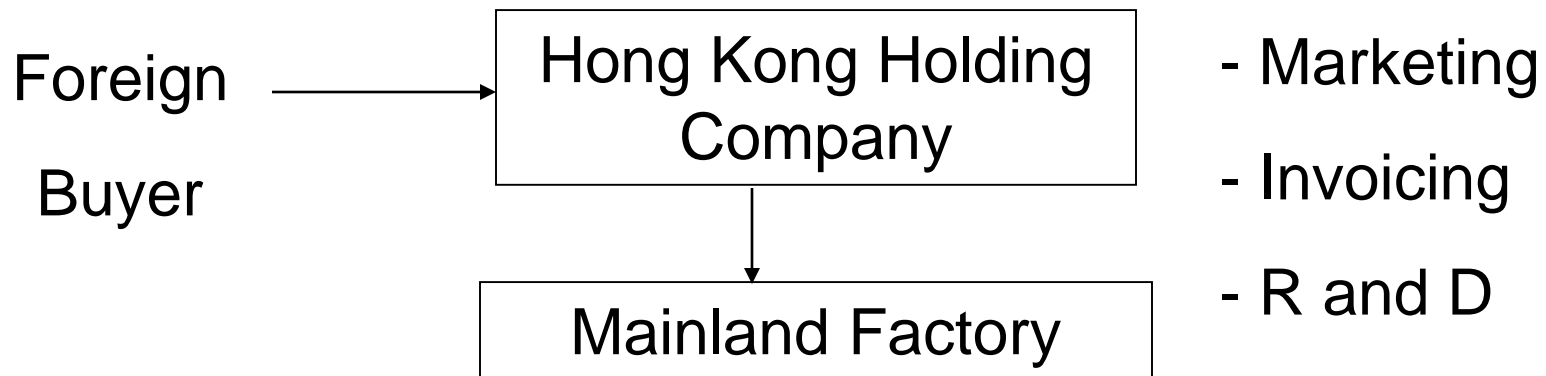 Foreign
Buyer
Hong Kong Holding
Company
Mainland Factory
- Marketing
- Invoicing
- R and D